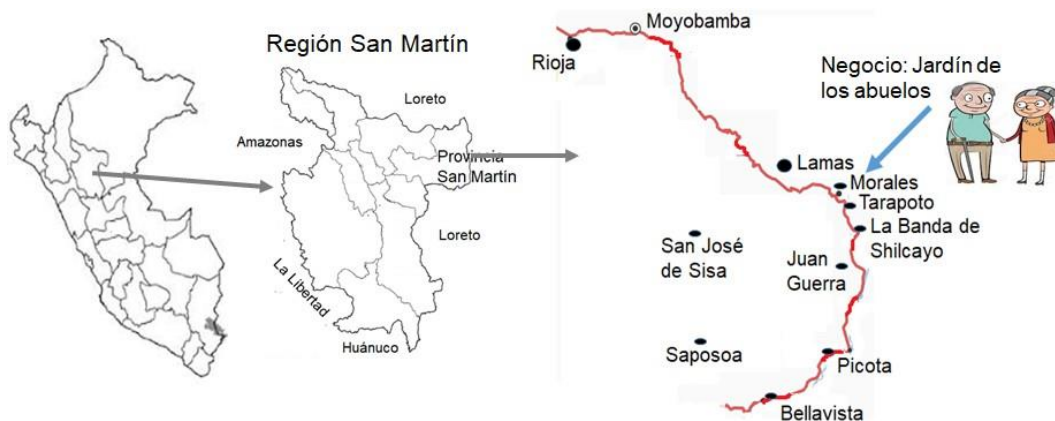 Región San Martín
Loreto
Amazonas
Provincia
San Martín
Loreto
La Libertad
Huánuco
Moyobamba
Rioja
Negocio: Jardín de
los abuelos
Lamas
Morales
Tarapoto
La Banda de
Shilcayo
San José
de Sisa
Juan
Guerra
Saposoa
Picota
Bellavista